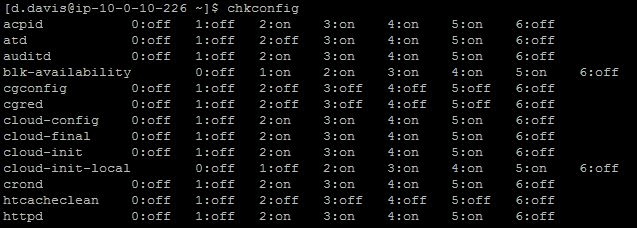 [d.davis@ip-10-0-10-226 ~]$ chkconfig
acpid 0:off 1:off 2:on 3:on 4:on 5:on 6:off
atd 0:off 1:off 2:off 3:on 4:on 5:on 6:off
auditd 0:off 1:off 2:on 3:on 4:on 5:on 6:off
blk-availability 0:off 1:on 2:on 3:on 4:on 5:on 6:off
cgconfig 0:off 1:off 2:off 3:off 4:off 5:off 6:off
cgred 0:off 1:off 2:off 3:off 4:off 5:off 6:off
cloud-config 0:off 1:off 2:on 3:on 4:on 5:on 6:off
cloud-final 0:off 1:off 2:on 3:on 4:on 5:on 6:off
cloud-init 0:off 1:off 2:on 3:on 4:on 5:on 6:off
cloud-init-local 0:off 1:off 2:on 3:on 4:on 5:on 6:off
crond 0:off 1:off 2:on 3:on 4:on 5:on 6:off
htcacheclean 0:off 1:off 2:off 3:off 4:off 5:off 6:off
httpd 0:off 1:off 2:on 3:on 4:on 5:on 6:off